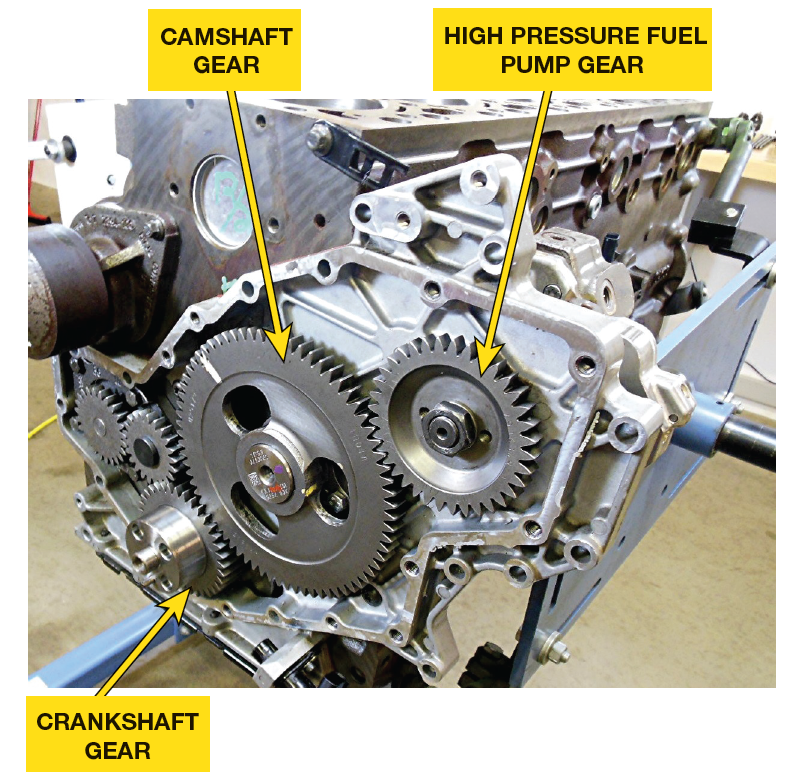 CAMSHAFT
GEAR
HIGH PRESSURE FUEL
PUMP GEAR
CRANKSHAFT
GEAR